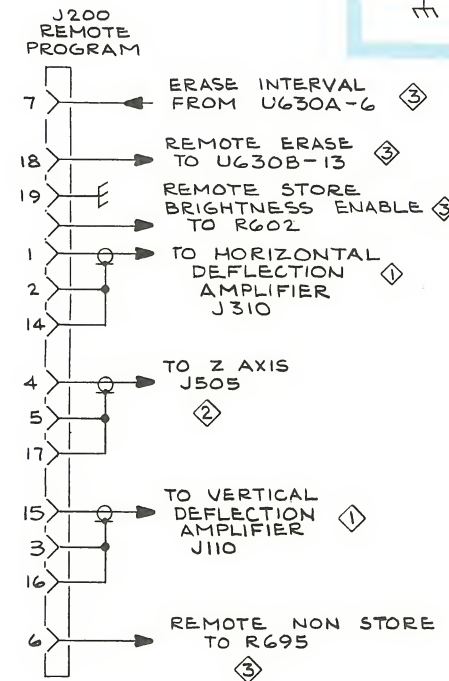 J200
REMOTE
PROGRAM
7
ERASE INTERVAL
FROM U630A-6
3
18
REMOTE ERASE
TO U630B-13
3
19
REMOTE STORE
BRIGHTNESS ENABLE
3
TO R602
1
TO HORIZONTAL
DEFLECTION
AMPLIFIER
J310
1
2
14
4
TO Z AXIS
J505
2
5
17
15
TO VERTICAL
DEFLECTION
AMPLIFIER
J110
1
3
16
6
REMOTE NON STORE
TO R695
3